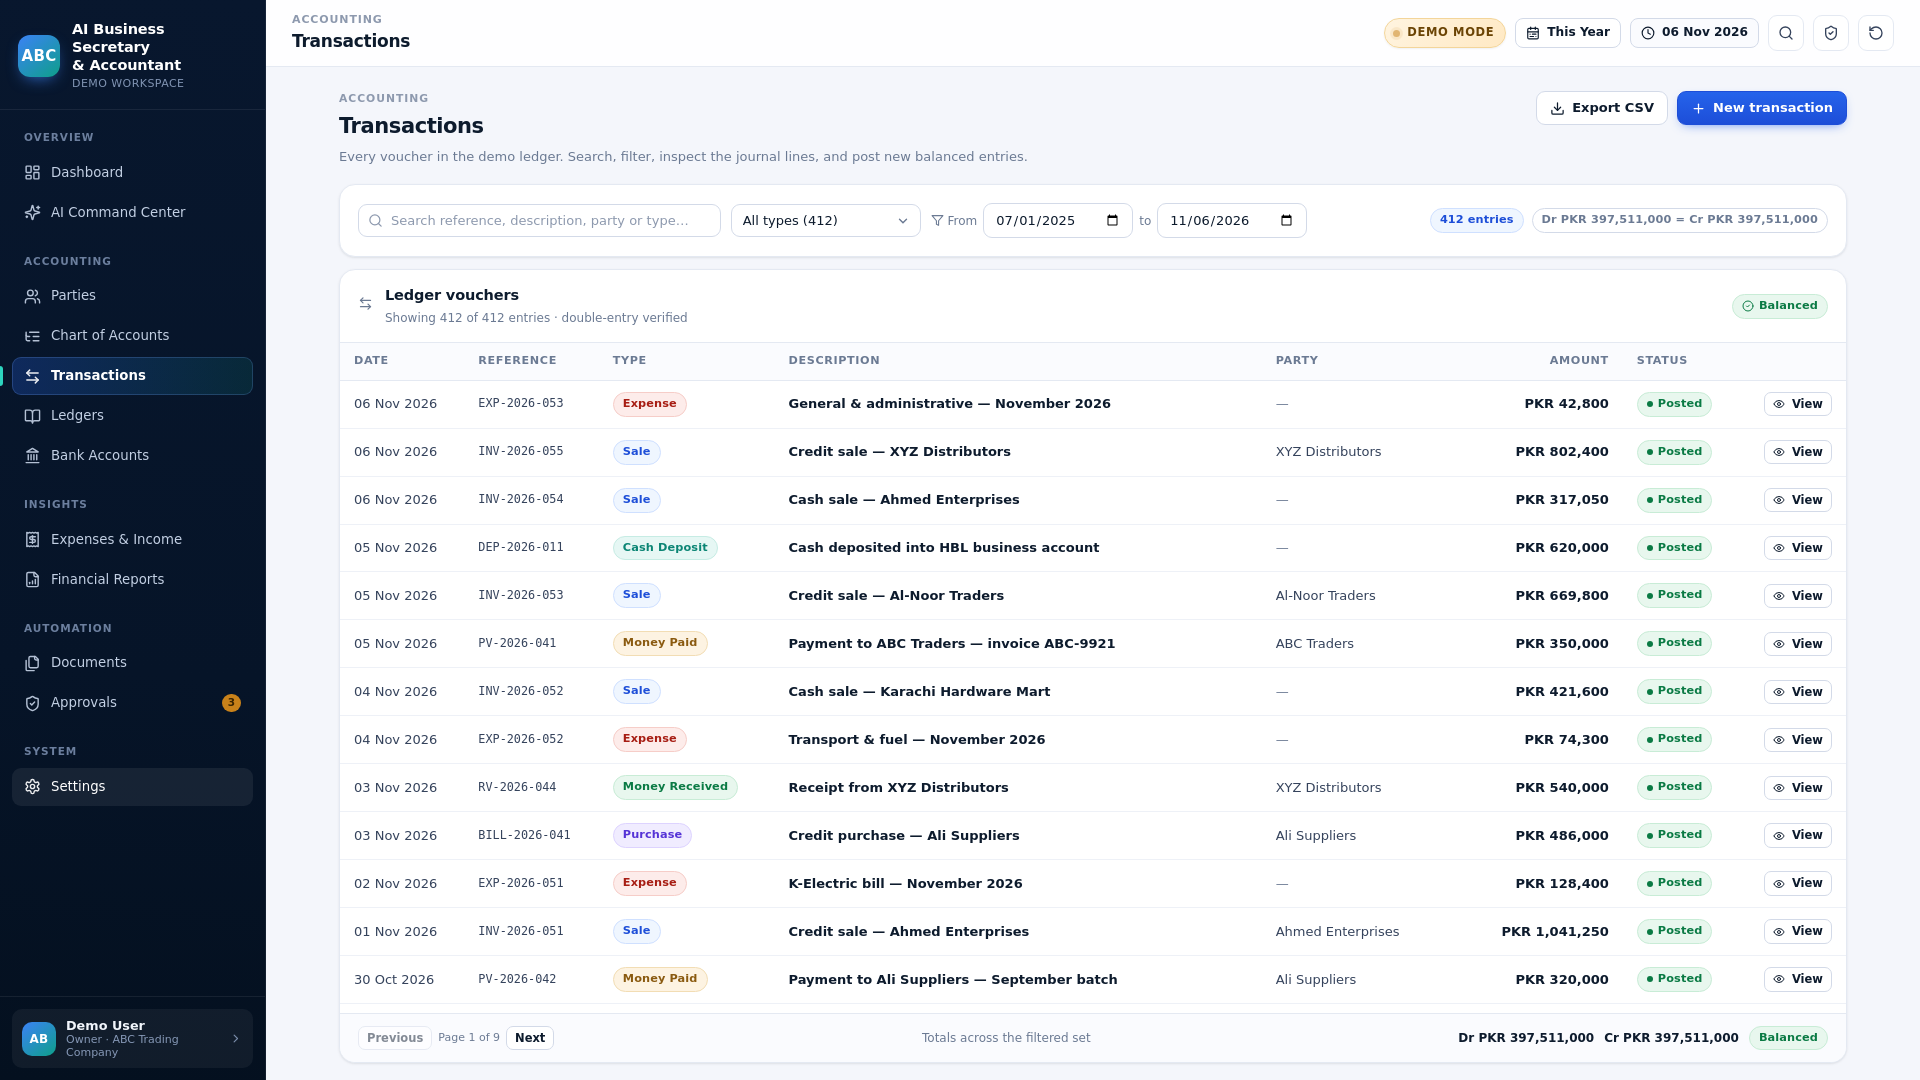 ABC
AI Business
Secretary
& Accountant
DEMO WORKSPACE
OVERVIEW
Dashboard
AI Command Center
ACCOUNTING
Parties
Chart of Accounts
Transactions
Ledgers
Bank Accounts
INSIGHTS
Expenses & Income
Financial Reports
AUTOMATION
Documents
Approvals 3
SYSTEM
Settings
AB
Demo User
Owner · ABC Trading
Company
ACCOUNTING
Transactions
DEMO MODE This Year 06 Nov 2026
ACCOUNTING
Transactions
Every voucher in the demo ledger. Search, filter, inspect the journal lines, and post new balanced entries.
Export CSV New transaction
Search reference, description, party or type... All types (412) From 07/01/2025 to 11/06/2026 412 entries Dr PKR 397,511,000 = Cr PKR 397,511,000
Ledger vouchers
Showing 412 of 412 entries · double-entry verified
Balanced
DATE REFERENCE TYPE DESCRIPTION PARTY AMOUNT STATUS
06 Nov 2026 EXP-2026-053 Expense General & administrative — November 2026 — PKR 42,800 Posted View
06 Nov 2026 INV-2026-055 Sale Credit sale — XYZ Distributors XYZ Distributors PKR 802,400 Posted View
06 Nov 2026 INV-2026-054 Sale Cash sale — Ahmed Enterprises — PKR 317,050 Posted View
05 Nov 2026 DEP-2026-011 Cash Deposit Cash deposited into HBL business account — PKR 620,000 Posted View
05 Nov 2026 INV-2026-053 Sale Credit sale — Al-Noor Traders Al-Noor Traders PKR 669,800 Posted View
05 Nov 2026 PV-2026-041 Money Paid Payment to ABC Traders — invoice ABC-9921 ABC Traders PKR 350,000 Posted View
04 Nov 2026 INV-2026-052 Sale Cash sale — Karachi Hardware Mart — PKR 421,600 Posted View
04 Nov 2026 EXP-2026-052 Expense Transport & fuel — November 2026 — PKR 74,300 Posted View
03 Nov 2026 RV-2026-044 Money Received Receipt from XYZ Distributors XYZ Distributors PKR 540,000 Posted View
03 Nov 2026 BILL-2026-041 Purchase Credit purchase — Ali Suppliers Ali Suppliers PKR 486,000 Posted View
02 Nov 2026 EXP-2026-051 Expense K-Electric bill — November 2026 — PKR 128,400 Posted View
01 Nov 2026 INV-2026-051 Sale Credit sale — Ahmed Enterprises Ahmed Enterprises PKR 1,041,250 Posted View
30 Oct 2026 PV-2026-042 Money Paid Payment to Ali Suppliers — September batch Ali Suppliers PKR 320,000 Posted View
Previous Page 1 of 9 Next Totals across the filtered set Dr PKR 397,511,000 Cr PKR 397,511,000 Balanced